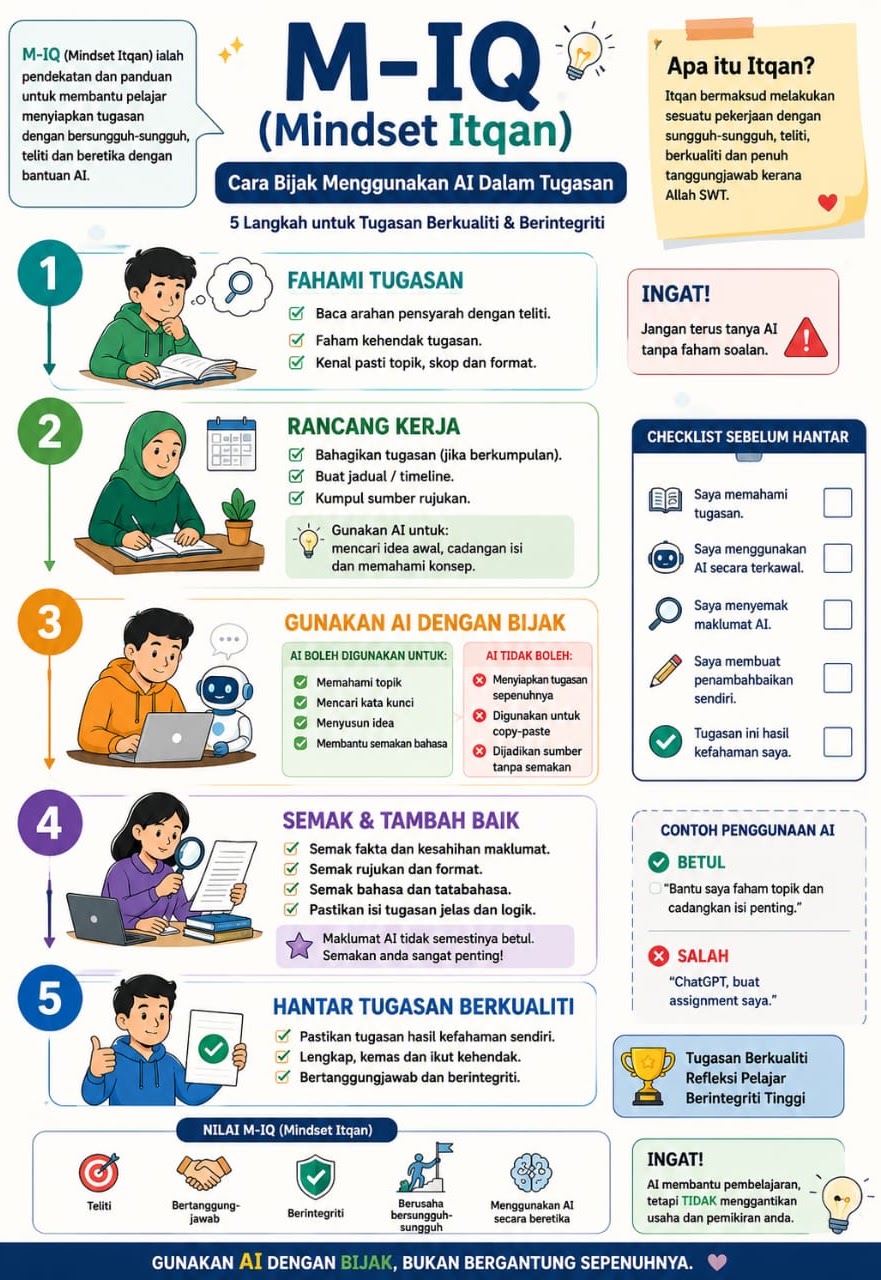 M-IQ (Mindset Itqan) ialah
pendekatan dan panduan
untuk membantu pelajar
menyiapkan tugasan
dengan bersungguh-sungguh,
teliti dan beretika dengan
bantuan AI.
M-IQ
(Mindset Itqan)
Cara Bijak Menggunakan AI Dalam Tugasan
5 Langkah untuk Tugasan Berkualiti & Berintegriti
Apa itu Itqan?
Itqan bermaksud melakukan
sesuatu pekerjaan dengan
sungguh-sungguh, teliti,
berkualiti dan penuh
tanggungjawab kerana
Allah SWT.
1
FAHAMI TUGASAN
Baca arahan pensyarah dengan teliti.
Faham kehendak tugasan.
Kenal pasti topik, skop dan format.
INGAT!
Jangan terus tanya AI
tanpa faham soalan.
2
RANCANG KERJA
Bahagikan tugasan (jika berkumpulan).
Buat jadual / timeline.
Kumpul sumber rujukan.
Gunakan AI untuk:
mencari idea awal, cadangan isi
dan memahami konsep.
3
GUNAKAN AI DENGAN BIJAK
AI BOLEH DIGUNAKAN UNTUK:
Memahami topik
Mencari kata kunci
Menyusun idea
Membantu semakan bahasa
AI TIDAK BOLEH:
Menyiapkan tugasan
sepenuhnya
Digunakan untuk
copy-paste
Dijadikan sumber
tanpa semakan
4
SEMAK & TAMBAH BAIK
Semak fakta dan kesahihan maklumat.
Semak rujukan dan format.
Semak bahasa dan tatabahasa.
Pastikan isi tugasan jelas dan logik.
Maklumat AI tidak semestinya betul.
Semakan anda sangat penting!
5
HANTAR TUGASAN BERKUALITI
Pastikan tugasan hasil kefahaman sendiri.
Lengkap, kemas dan ikut kehendak.
Bertanggungjawab dan berintegriti.
CHECKLIST SEBELUM HANTAR
Saya memahami
tugasan.
Saya menggunakan
AI secara terkawal.
Saya menyemak
maklumat AI.
Saya membuat
penambahbaikan
sendiri.
Tugasan ini hasil
kefahaman saya.
CONTOH PENGGUNAAN AI
BETUL
"Bantu saya faham topik dan
cadangkan isi penting."
SALAH
"ChatGPT, buat
assignment saya."
Tugasan Berkualiti
Refleksi Pelajar
Berintegriti Tinggi
NILAI M-IQ (Mindset Itqan)
Teliti
Bertanggung-
jawab
Berintegriti
Berusaha
bersungguh-
sungguh
Menggunakan AI
secara beretika
INGAT!
AI membantu pembelajaran,
tetapi TIDAK menggantikan
usaha dan pemikiran anda.
GUNAKAN AI DENGAN BIJAK, BUKAN BERGANTUNG SEPENUHNYA.